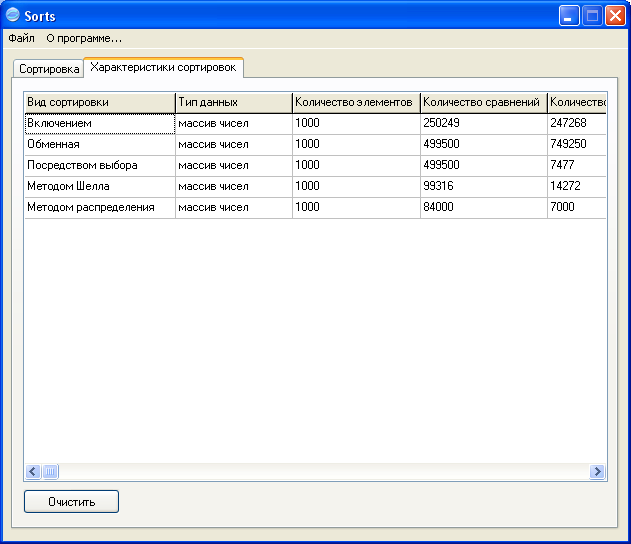 Sorts
Файл О программе...
Сортировка Характеристики сортировок
Вид сортировки Тип данных Количество элементов Количество сравнений Количество
Включением массив чисел 1000 250249 247268
Обменная массив чисел 1000 499500 749250
Посредством выбора массив чисел 1000 499500 7477
Методом Шелла массив чисел 1000 99316 14272
Методом распределения массив чисел 1000 84000 7000
Очистить